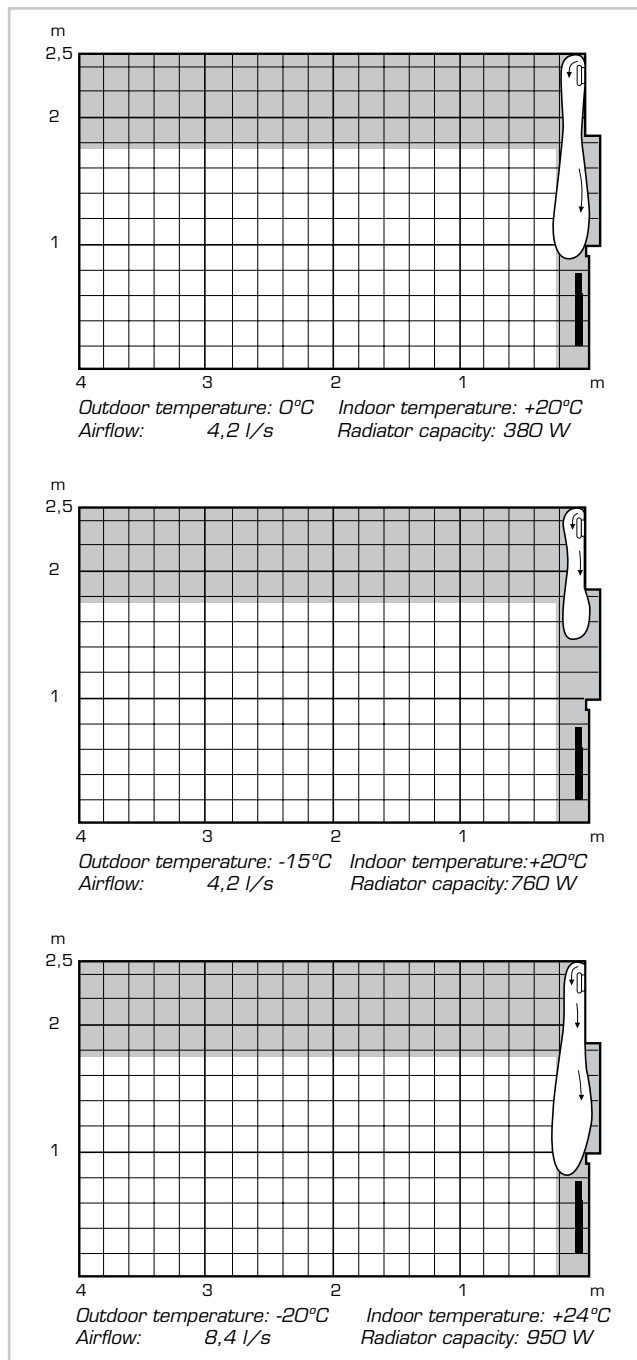 m
2,5
2
1
4 3 2 1 m
Outdoor temperature: 0°C Indoor temperature: +20°C
Airflow: 4,2 l/s Radiator capacity: 380 W
m
2,5
2
1
4 3 2 1 m
Outdoor temperature: -15°C Indoor temperature:+20°C
Airflow: 4,2 l/s Radiator capacity:760 W
m
2,5
2
1
4 3 2 1 m
Outdoor temperature: -20°C Indoor temperature: +24°C
Airflow: 8,4 l/s Radiator capacity: 950 W